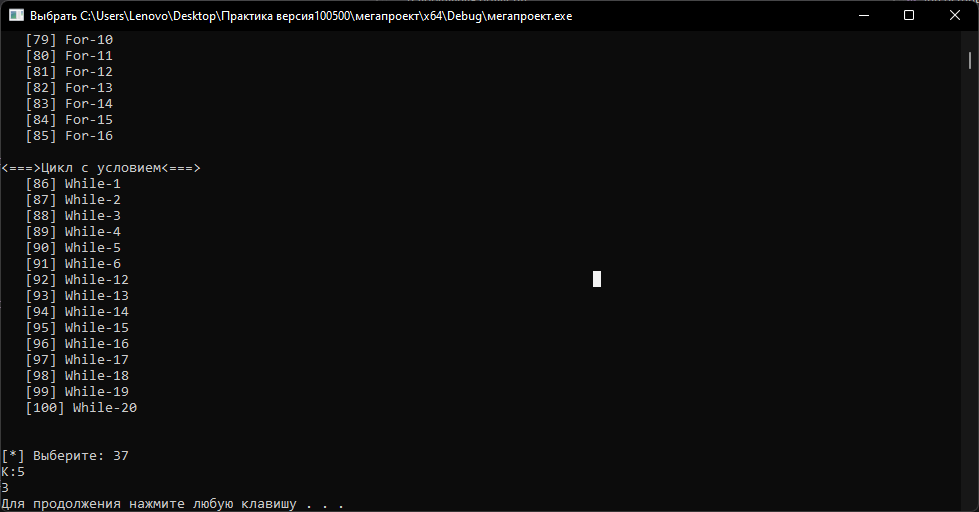 Выбрать C:\Users\Lenovo\Desktop\Практика версия100500\мегапроект\x64\Debug\мегапроект.exe
[79] For-10
[80] For-11
[81] For-12
[82] For-13
[83] For-14
[84] For-15
[85] For-16
<===>Цикл с условием<===>
[86] While-1
[87] While-2
[88] While-3
[89] While-4
[90] While-5
[91] While-6
[92] While-12
[93] While-13
[94] While-14
[95] While-15
[96] While-16
[97] While-17
[98] While-18
[99] While-19
[100] While-20
[*] Выберите: 37
K:5
3
Для продолжения нажмите любую клавишу . . .